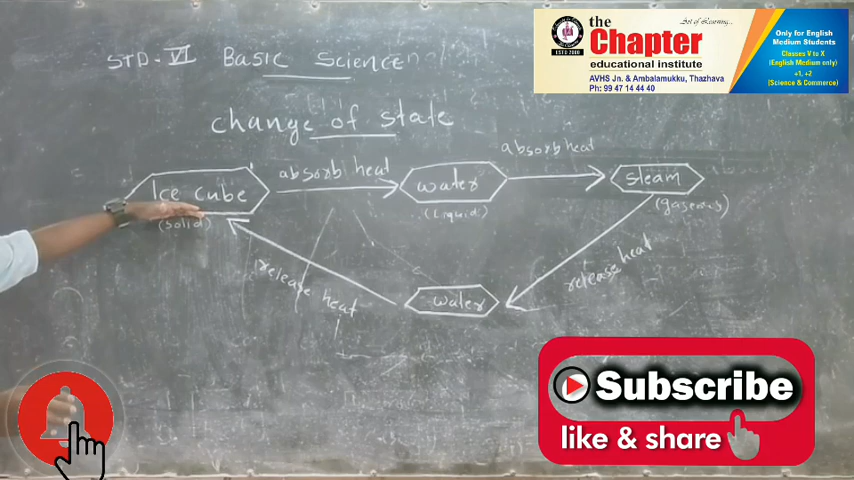 the
Chapter
educational institute
Art of Learning...
ESTD 2009
AVHS Jn. & Ambalamukku, Thazhava
Ph: 99 47 14 44 40
Only for English
Medium Students
Classes V to X
(English Medium only)
+1, +2
(Science & Commerce)
STD - VI Basic Science
change of state
Ice cube
(Solid)
absorb heat
water
(Liquid)
absorb heat
steam
(gaseous)
release heat
water
release heat
Subscribe
like & share